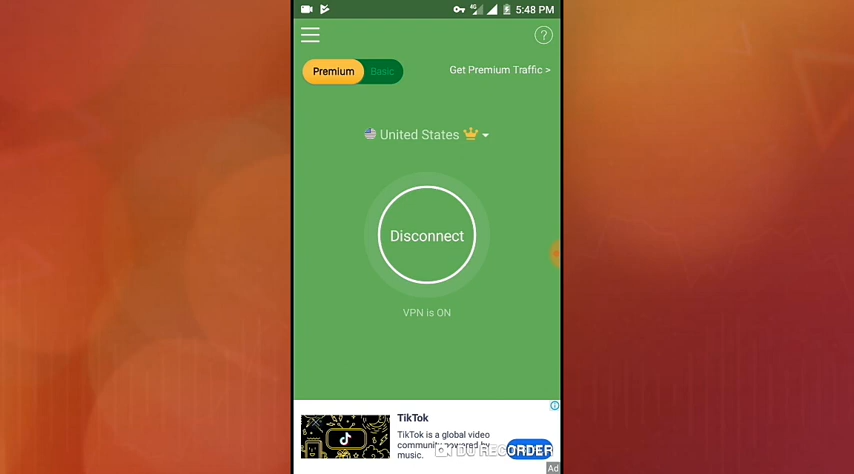 4G 5:48 PM
?
Premium Basic
Get Premium Traffic >
United States
Disconnect
VPN is ON
TikTok
TikTok is a global video
community powered by
music.
DU RECORDER
Ad